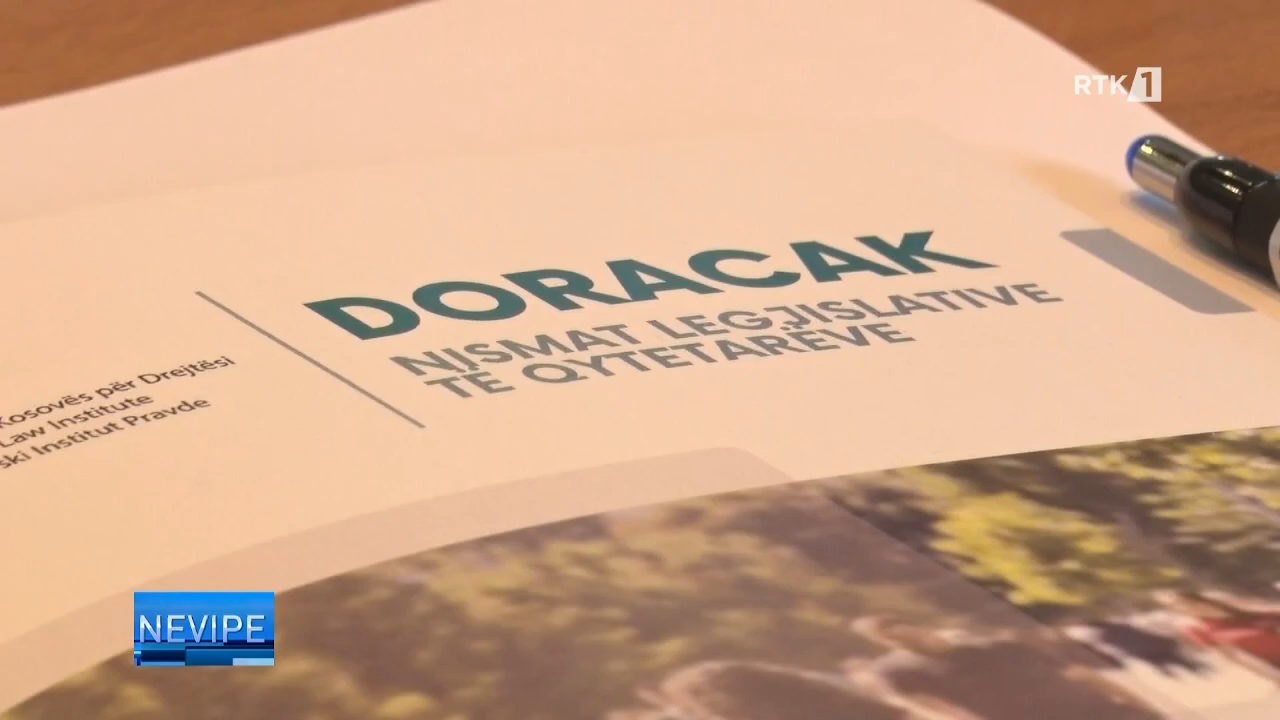 RTK 1
DORACAK
NISMAT LEGJISLATIVE
TË QYTETARËVE
Kosovës për Drejtësi
Law Institute
ski Institut Pravde
NEVIPE